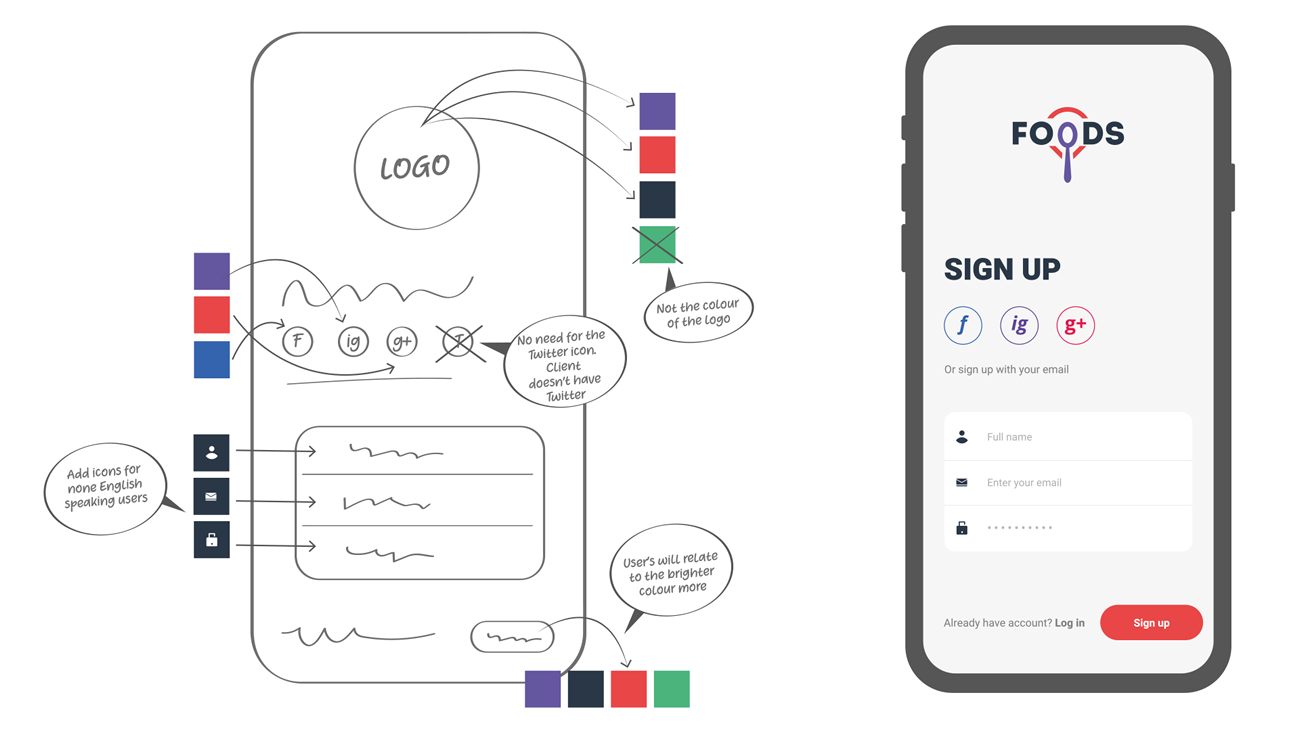 LOGO
Not the colour
of the logo
F
ig
g+
T
No need for the
Twitter icon.
Client
doesn't have
Twitter
Add icons for
none English
speaking users
User's will relate
to the brighter
colour more
FOODS
SIGN UP
f
ig
g+
Or sign up with your email
Full name
Enter your email
Already have account? Log in
Sign up